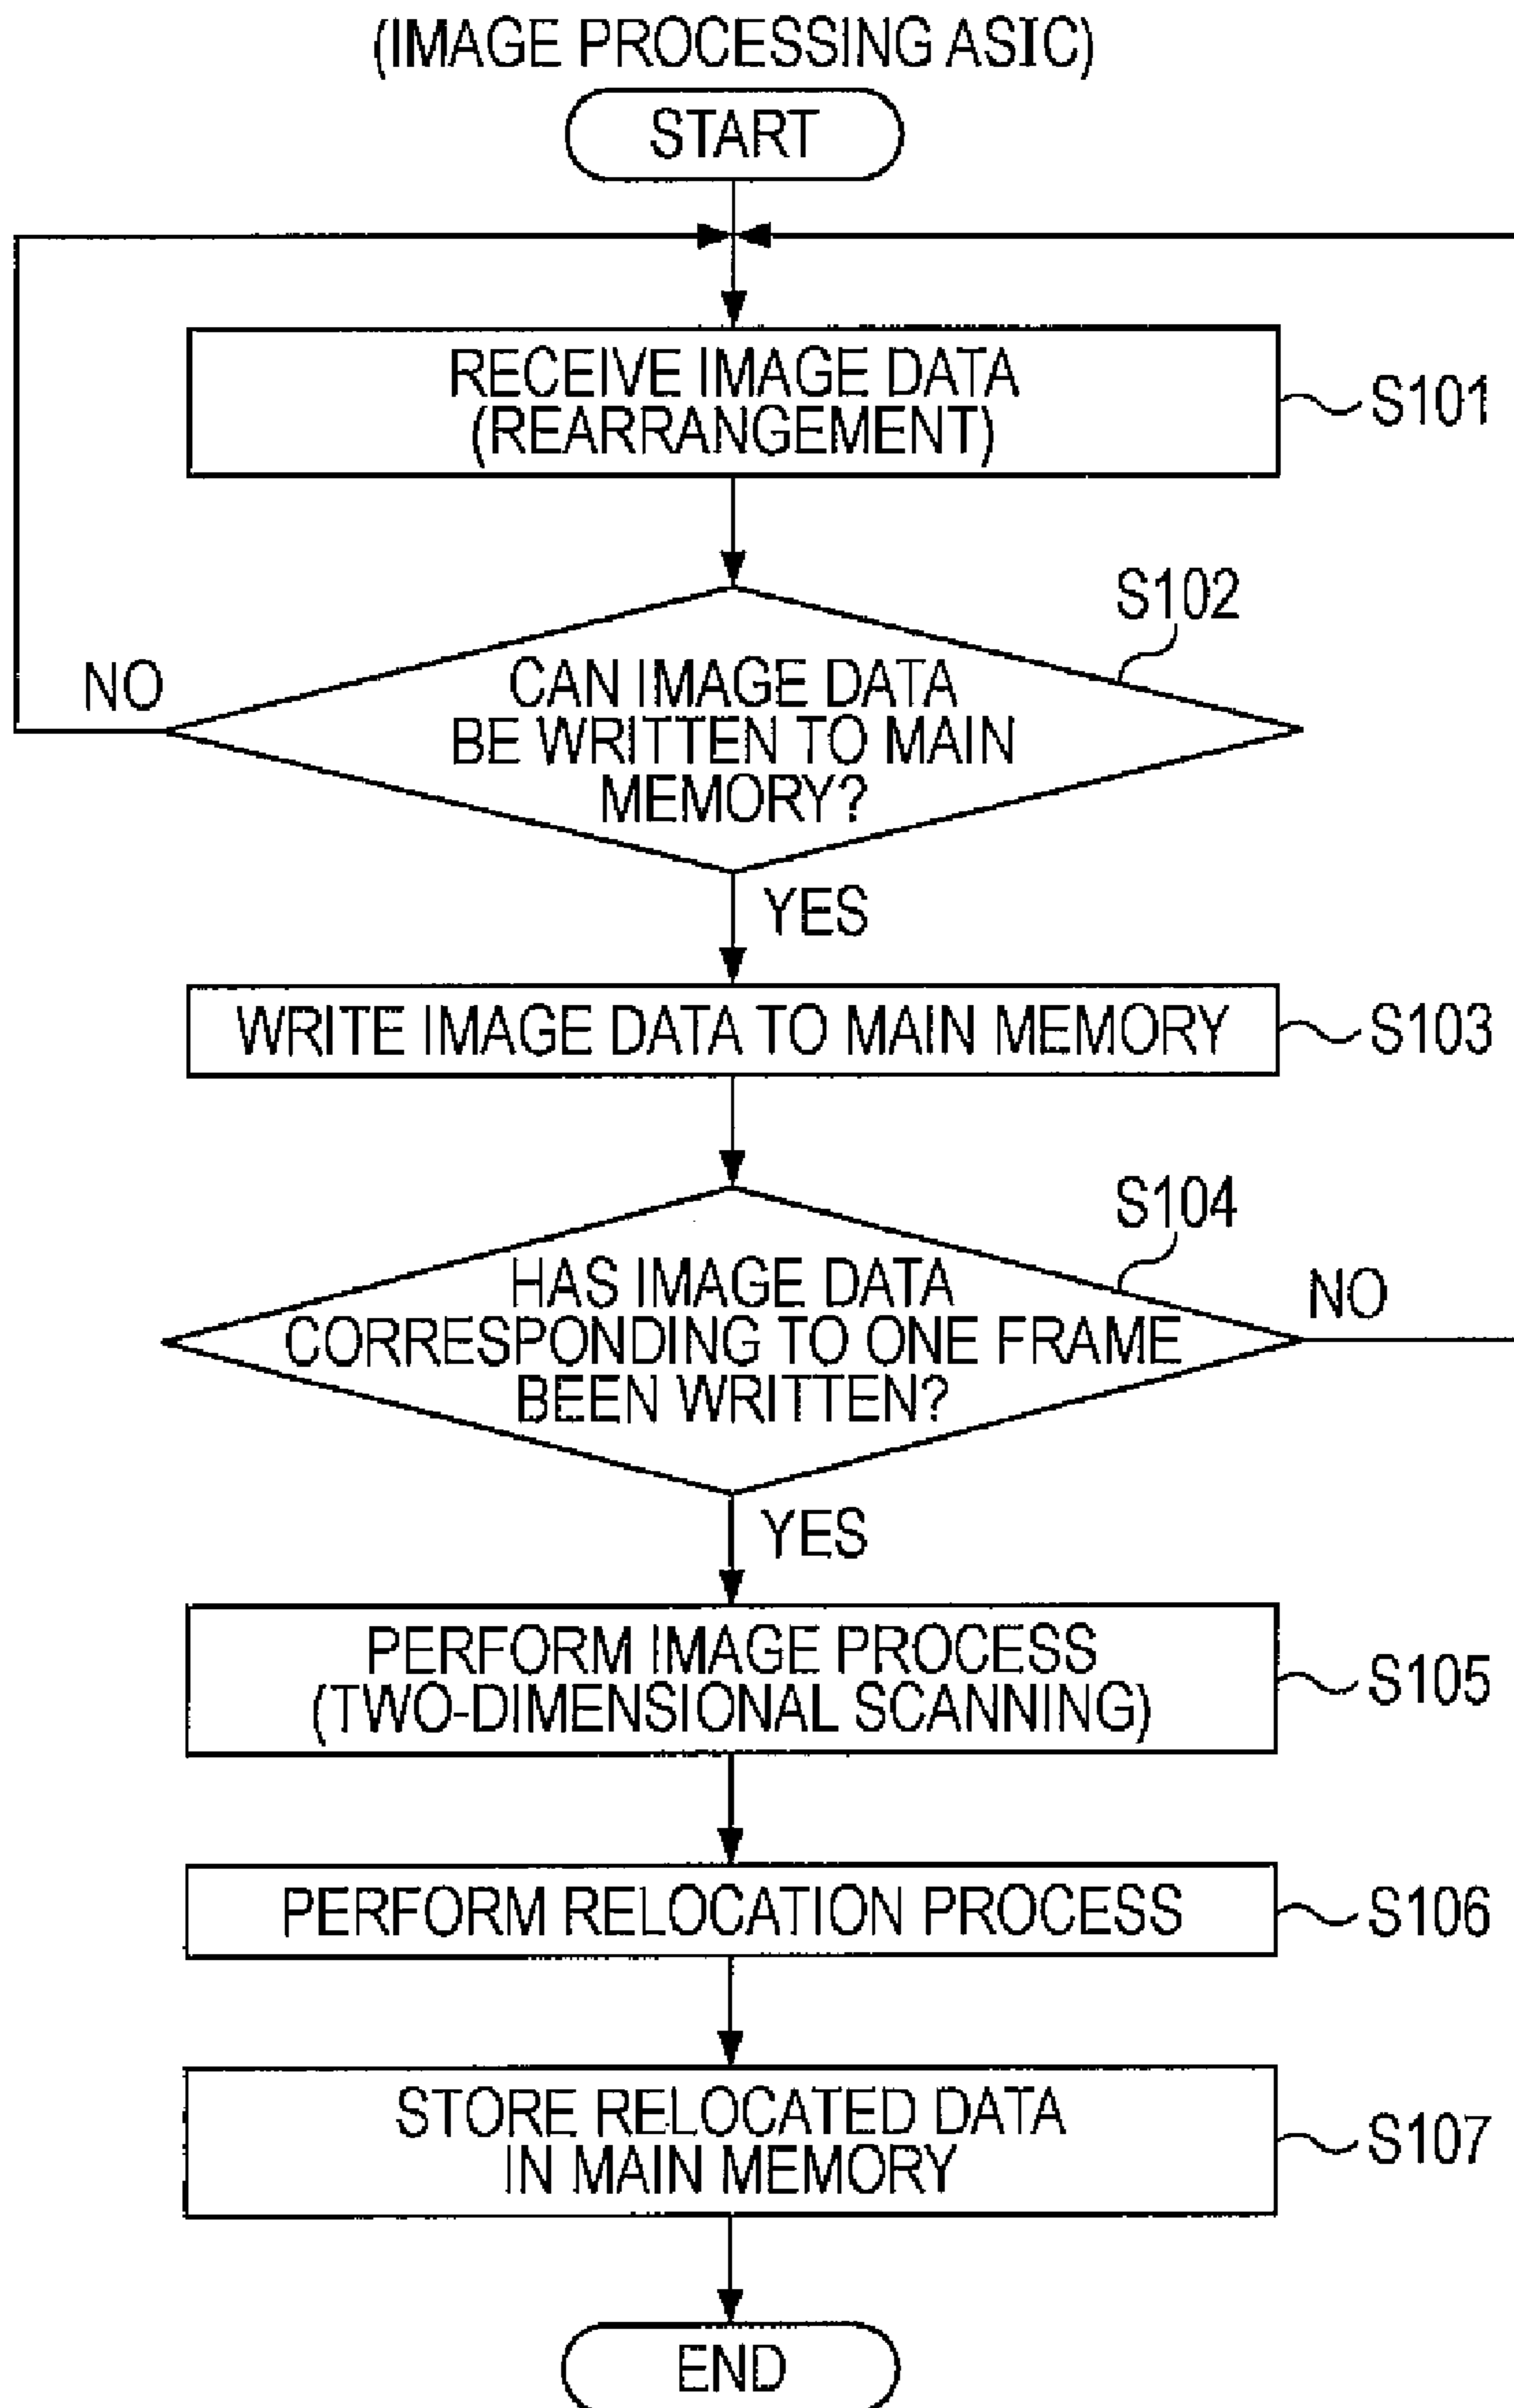 (IMAGE PROCESSING ASIC)
START
RECEIVE IMAGE DATA
(REARRANGEMENT)
S101
S102
CAN IMAGE DATA
BE WRITTEN TO MAIN
MEMORY?
NO
YES
WRITE IMAGE DATA TO MAIN MEMORY
S103
S104
HAS IMAGE DATA
CORRESPONDING TO ONE FRAME
BEEN WRITTEN?
NO
YES
PERFORM IMAGE PROCESS
(TWO-DIMENSIONAL SCANNING)
S105
PERFORM RELOCATION PROCESS
S106
STORE RELOCATED DATA
IN MAIN MEMORY
S107
END